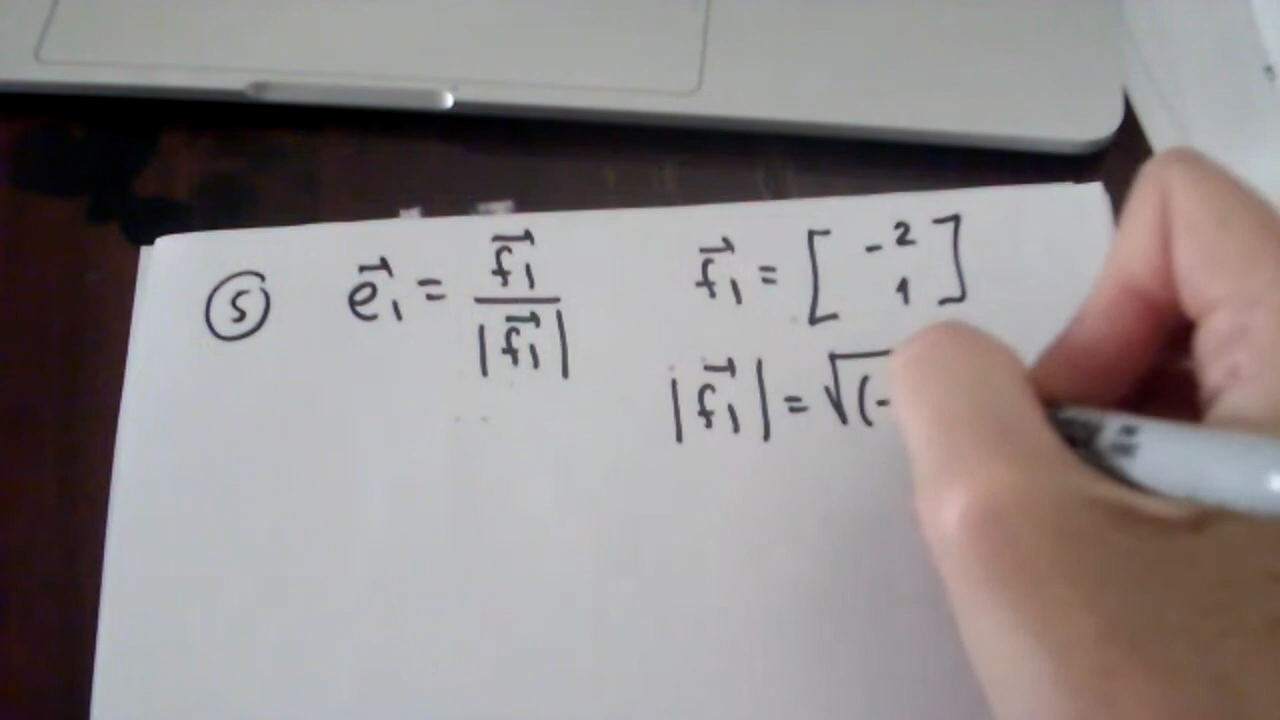 ⑤ e⃗₁ = f⃗₁ / |f⃗₁| f⃗₁ = [ -2 1 ]
|f⃗₁| = √(-